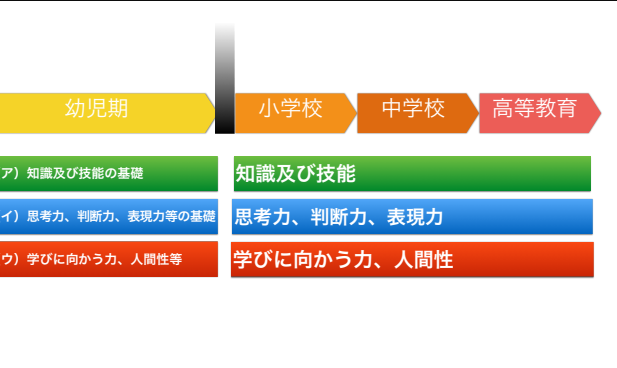 幼児期
小学校
中学校
高等教育
ア）知識及び技能の基礎
知識及び技能
イ）思考力、判断力、表現力等の基礎
思考力、判断力、表現力
ウ）学びに向かう力、人間性等
学びに向かう力、人間性